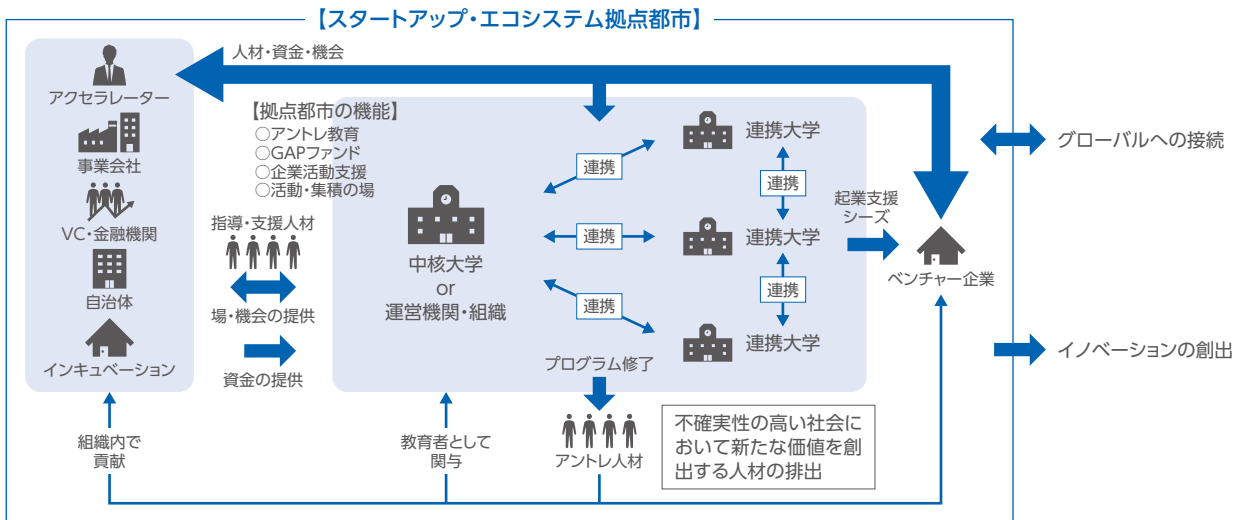 【スタートアップ・エコシステム拠点都市】
人材・資金・機会
アクセラレーター
事業会社
VC・金融機関
自治体
インキュベーション
【拠点都市の機能】
○アントレ教育
○GAPファンド
○企業活動支援
○活動・集積の場
指導・支援人材
場・機会の提供
資金の提供
中核大学
or
運営機関・組織
連携
連携
連携
連携大学
連携
連携大学
連携
連携大学
起業支援
シーズ
ベンチャー企業
グローバルへの接続
イノベーションの創出
プログラム修了
アントレ人材
不確実性の高い社会に
おいて新たな価値を創
出する人材の排出
組織内で
貢献
教育者として
関与